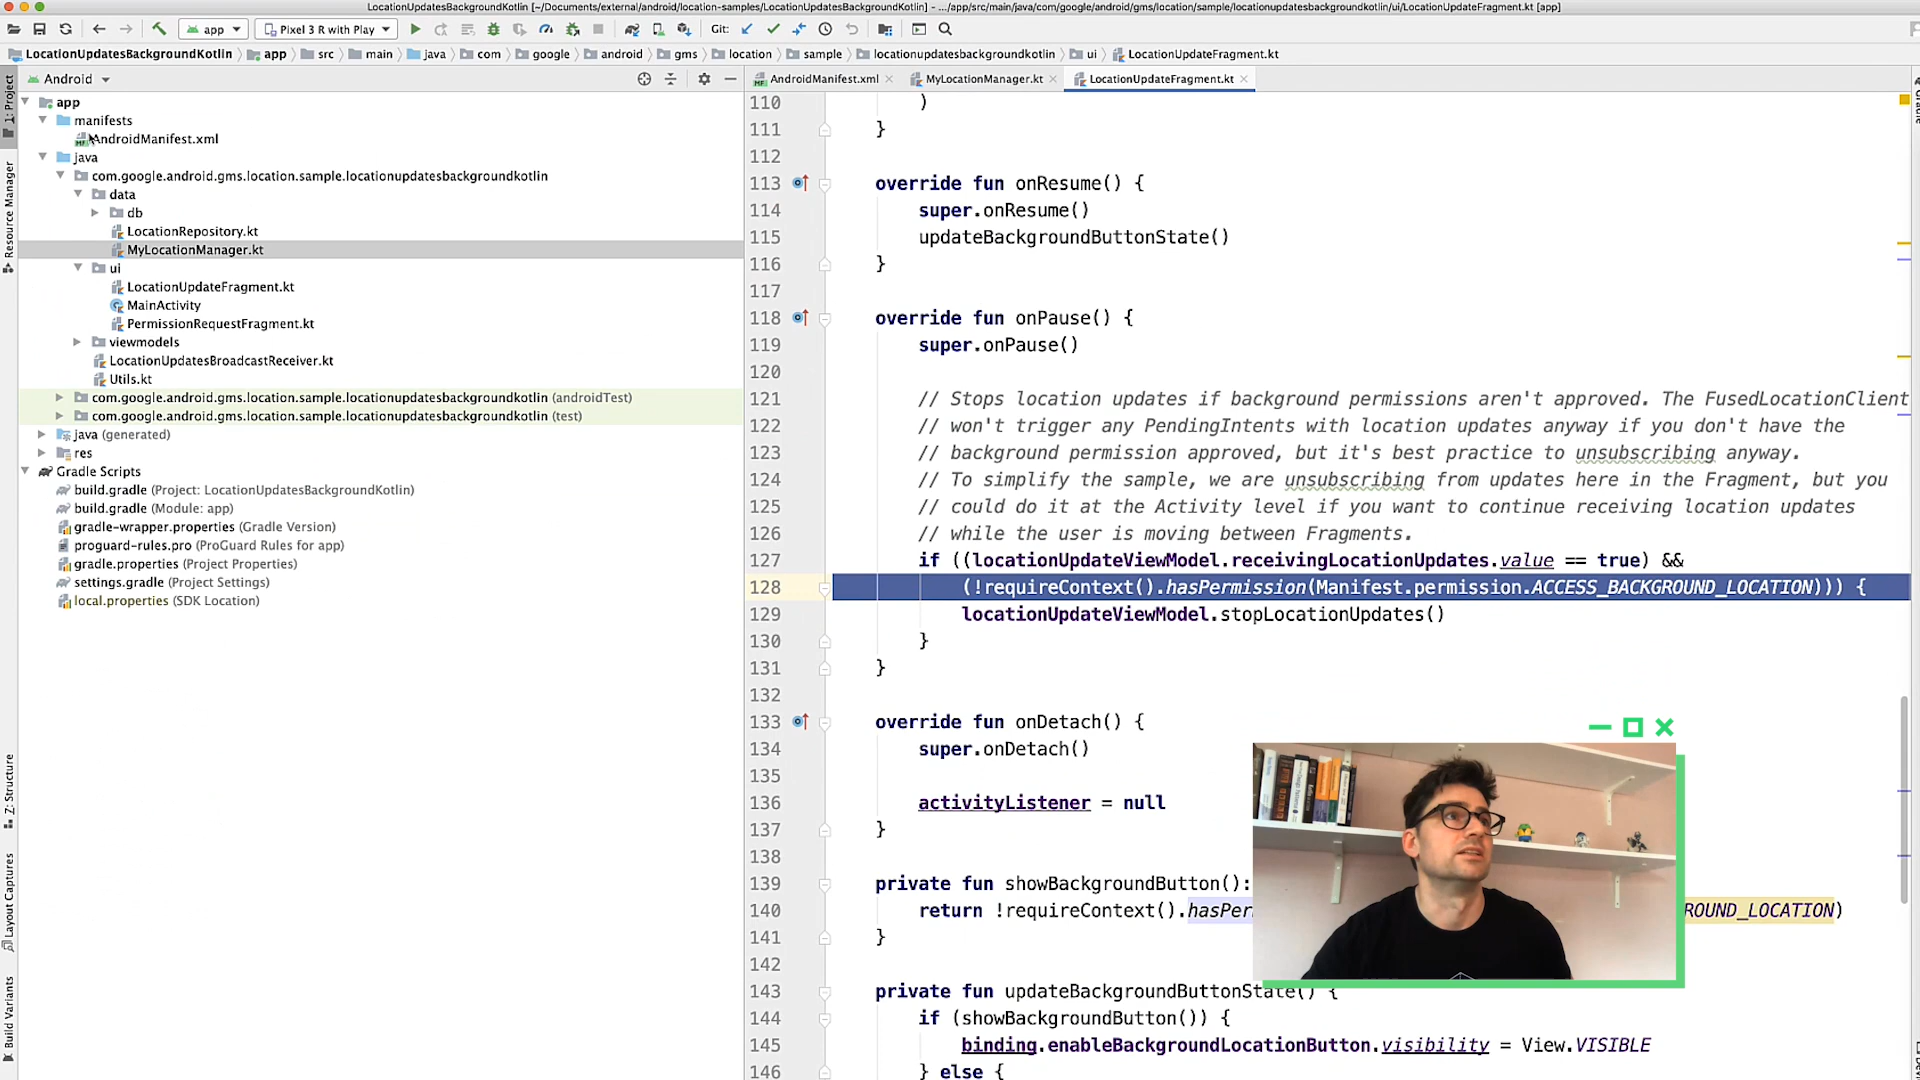 LocationUpdatesBackgroundKotlin [~/Documents/external/android/location-samples/LocationUpdatesBackgroundKotlin] – .../app/src/main/java/com/google/android/gms/location/sample/locationupdatesbackgroundkotlin/ui/LocationUpdateFragment.kt [app]
app
Pixel 3 R with Play
Git:
LocationUpdatesBackgroundKotlin
app
src
main
java
com
google
android
gms
location
sample
locationupdatesbackgroundkotlin
ui
LocationUpdateFragment.kt
Android
AndroidManifest.xml
MyLocationManager.kt
LocationUpdateFragment.kt
1: Project
Resource Manager
Z: Structure
Layout Captures
Build Variants
Gradle
app
manifests
AndroidManifest.xml
java
com.google.android.gms.location.sample.locationupdatesbackgroundkotlin
data
db
LocationRepository.kt
MyLocationManager.kt
ui
LocationUpdateFragment.kt
MainActivity
PermissionRequestFragment.kt
viewmodels
LocationUpdatesBroadcastReceiver.kt
Utils.kt
com.google.android.gms.location.sample.locationupdatesbackgroundkotlin (androidTest)
com.google.android.gms.location.sample.locationupdatesbackgroundkotlin (test)
java (generated)
res
Gradle Scripts
build.gradle (Project: LocationUpdatesBackgroundKotlin)
build.gradle (Module: app)
gradle-wrapper.properties (Gradle Version)
proguard-rules.pro (ProGuard Rules for app)
gradle.properties (Project Properties)
settings.gradle (Project Settings)
local.properties (SDK Location)
110 )
111 }
112
113 override fun onResume() {
114 super.onResume()
115 updateBackgroundButtonState()
116 }
117
118 override fun onPause() {
119 super.onPause()
120
121 // Stops location updates if background permissions aren't approved. The FusedLocationClient
122 // won't trigger any PendingIntents with location updates anyway if you don't have the
123 // background permission approved, but it's best practice to unsubscribing anyway.
124 // To simplify the sample, we are unsubscribing from updates here in the Fragment, but you
125 // could do it at the Activity level if you want to continue receiving location updates
126 // while the user is moving between Fragments.
127 if ((locationUpdateViewModel.receivingLocationUpdates.value == true) &&
128 (!requireContext().hasPermission(Manifest.permission.ACCESS_BACKGROUND_LOCATION))) {
129 locationUpdateViewModel.stopLocationUpdates()
130 }
131 }
132
133 override fun onDetach() {
134 super.onDetach()
135
136 activityListener = null
137 }
138
139 private fun showBackgroundButton():
140 return !requireContext().hasPer ROUND_LOCATION)
141 }
142
143 private fun updateBackgroundButtonState() {
144 if (showBackgroundButton()) {
145 binding.enableBackgroundLocationButton.visibility = View.VISIBLE
146 } else {